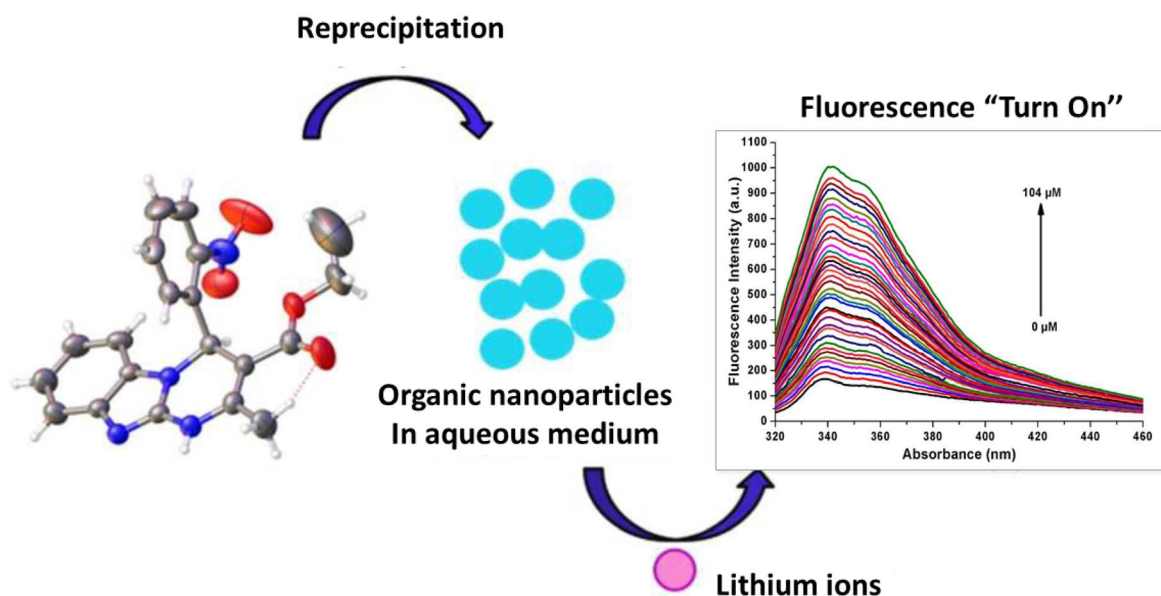 Reprecipitation
Fluorescence “Turn On’’
Organic nanoparticles
In aqueous medium
Lithium ions
Fluorescence Intensity (a.u.)
1100
1000
900
800
700
600
500
400
300
200
100
0
104 µM
0 µM
320 340 360 380 400 420 440 460
Absorbance (nm)